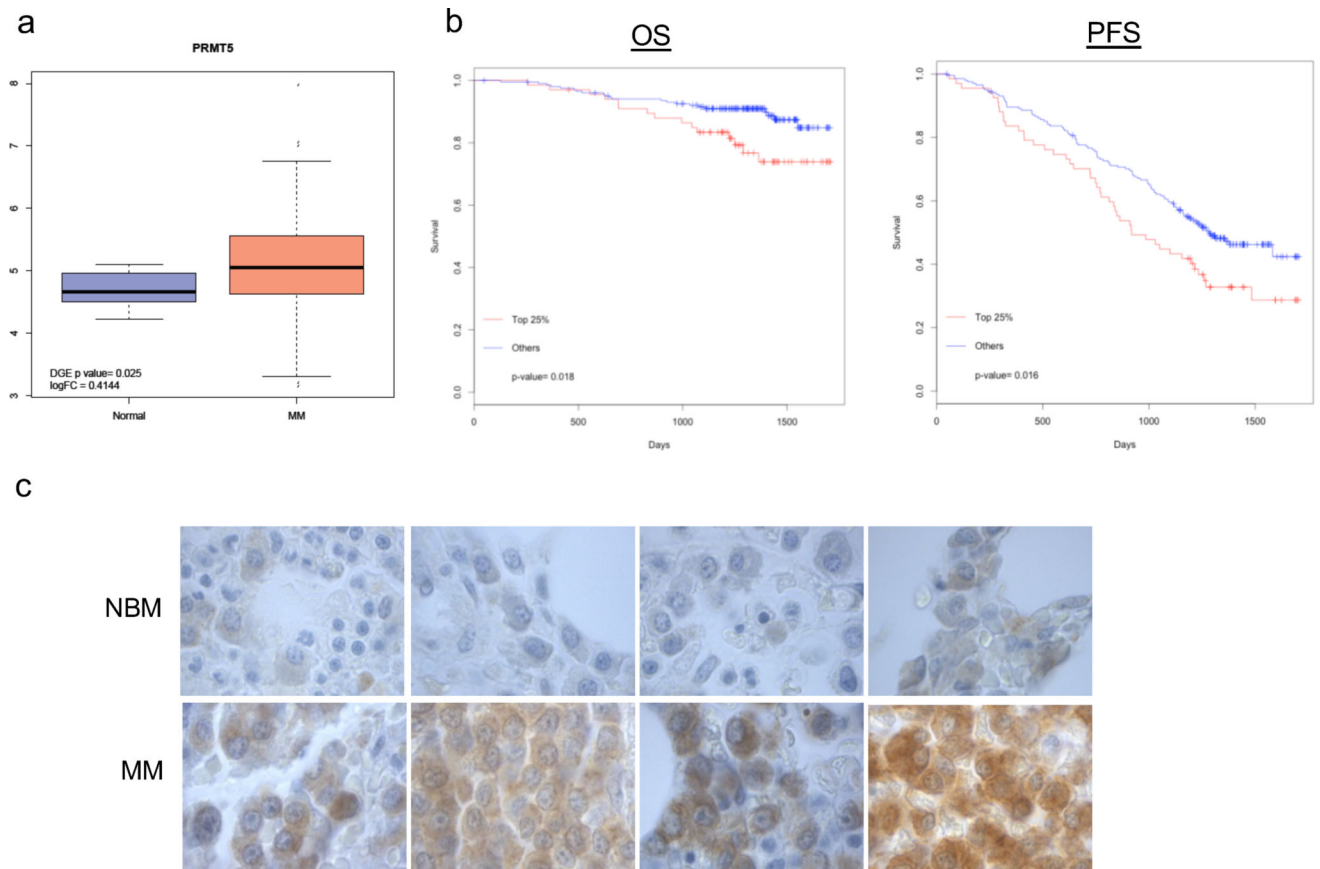 a
PRMT5
8
7
6
5
4
3
DGE p value= 0.025
logFC = 0.4144
Normal MM
b
OS
Survival
1.0
0.8
0.6
0.4
0.2
0.0
Top 25%
Others
p-value= 0.018
0 500 1000 1500
Days
PFS
Survival
1.0
0.8
0.6
0.4
0.2
0.0
Top 25%
Others
p-value= 0.016
0 500 1000 1500
Days
c
NBM
MM